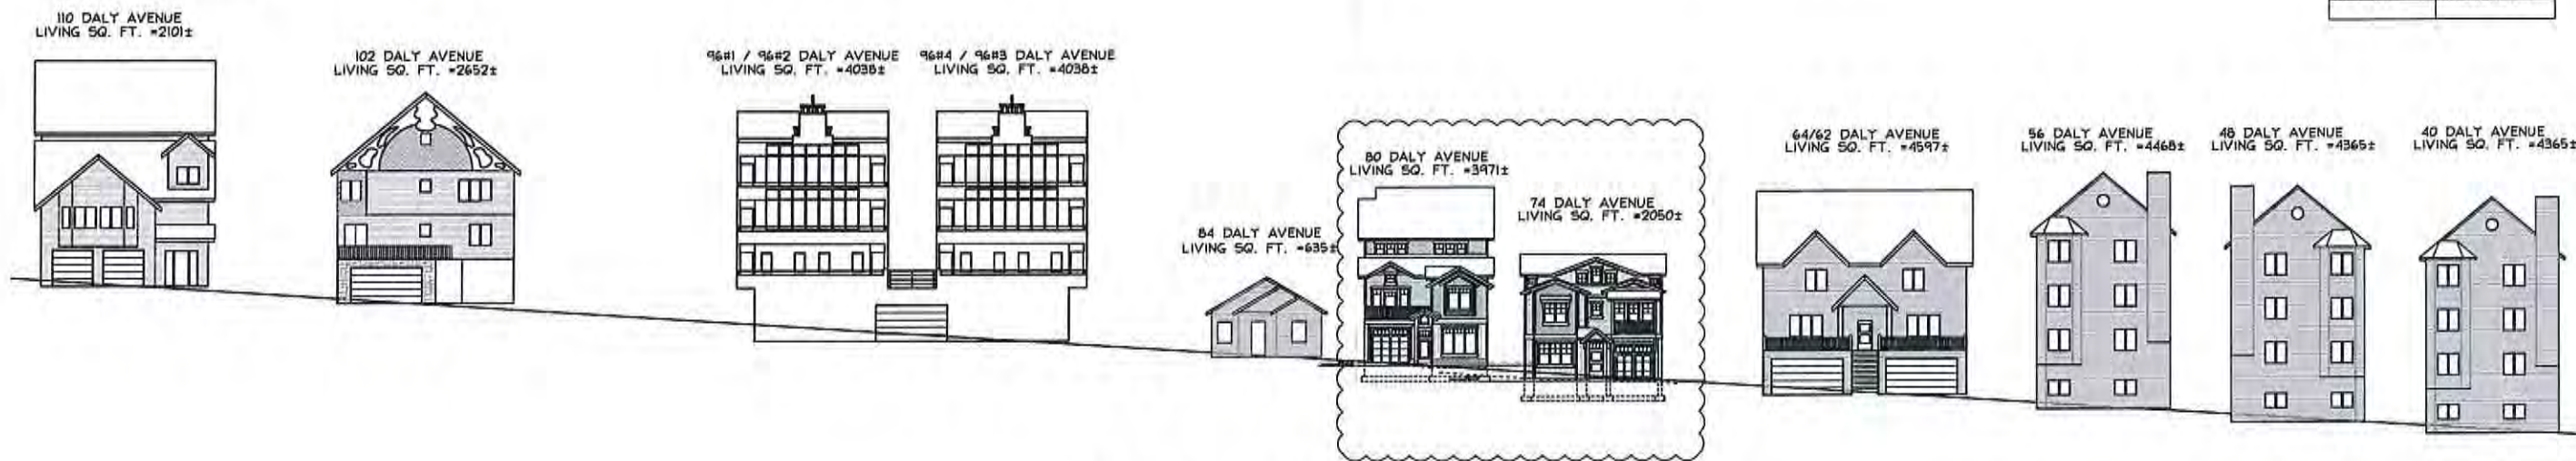 110 DALY AVENUE
LIVING SQ. FT. =2101±
102 DALY AVENUE
LIVING SQ. FT. =2652±
96#1 / 96#2 DALY AVENUE
LIVING SQ. FT. =4038±
96#4 / 96#3 DALY AVENUE
LIVING SQ. FT. =4038±
84 DALY AVENUE
LIVING SQ. FT. =635±
80 DALY AVENUE
LIVING SQ. FT. =3971±
74 DALY AVENUE
LIVING SQ. FT. =2050±
64/62 DALY AVENUE
LIVING SQ. FT. =4597±
56 DALY AVENUE
LIVING SQ. FT. =4468±
48 DALY AVENUE
LIVING SQ. FT. =4365±
40 DALY AVENUE
LIVING SQ. FT. =4365±